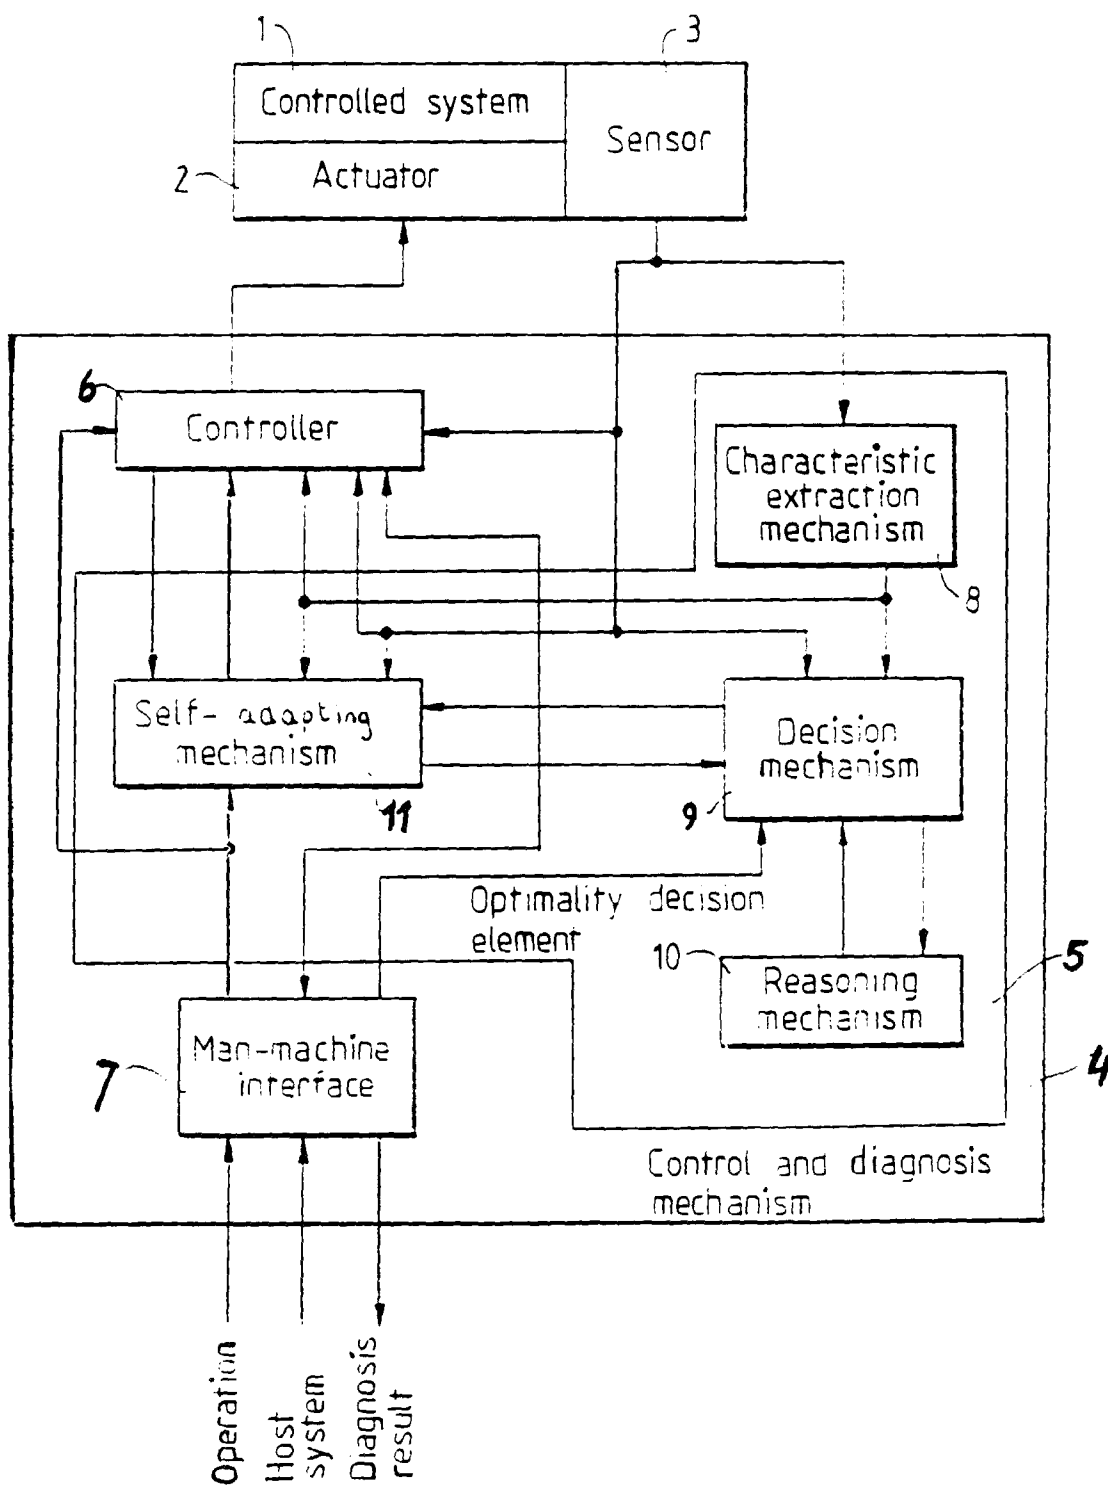 1
3
Controlled system
Sensor
2
Actuator
6
Controller
Characteristic
extraction
mechanism
8
Self-adapting
mechanism
11
Decision
mechanism
9
Optimality decision
element
10
Reasoning
mechanism
5
4
Man-machine
interface
7
Control and diagnosis
mechanism
Operation
Host
system
Diagnosis
result